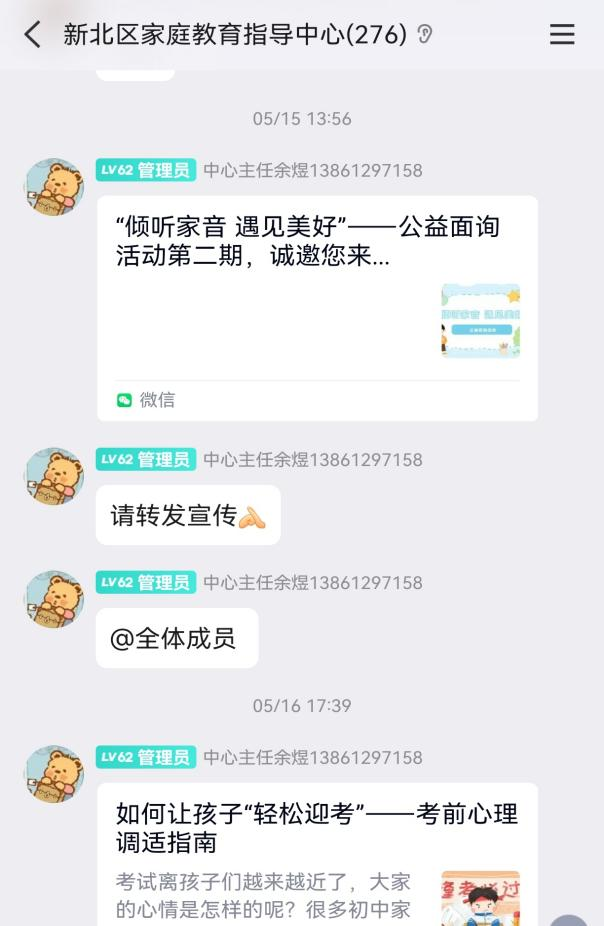 新北区家庭教育指导中心(276)
05/15 13:56
LV62 管理员 中心主任余煜13861297158
“倾听家音 遇见美好”——公益面询
活动第二期，诚邀您来...
倾听家音 遇见美好
微信
LV62 管理员 中心主任余煜13861297158
请转发宣传
LV62 管理员 中心主任余煜13861297158
@全体成员
05/16 17:39
LV62 管理员 中心主任余煜13861297158
如何让孩子“轻松迎考”——考前心理
调适指南
考试离孩子们越来越近了，大家
的心情是怎样的呢？很多初中家